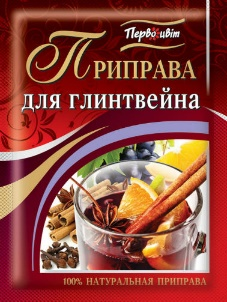 Первоцвіт
ПРИПРАВА
ДЛЯ ГЛИНТВЕЙНА
100% НАТУРАЛЬНАЯ ПРИПРАВА